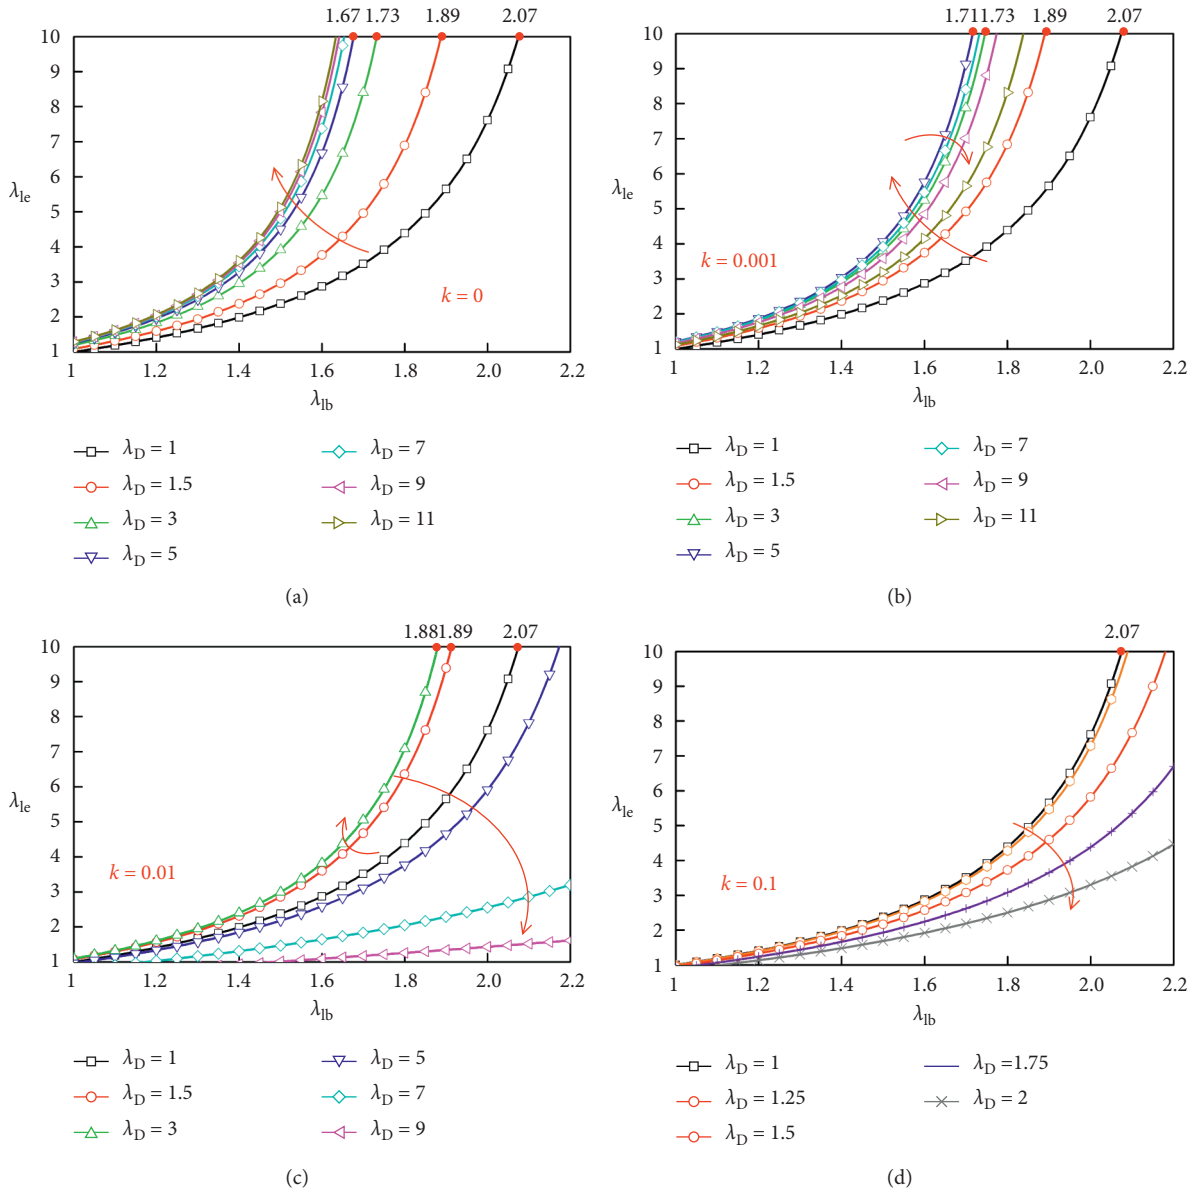 1.67 1.73 1.89 2.07
10
9
8
7
6
5
4
3
2
1
λle
k = 0
1 1.2 1.4 1.6 1.8 2.0 2.2
λlb
λD = 1
λD = 1.5
λD = 3
λD = 5
λD = 7
λD = 9
λD = 11
(a)
1.71 1.73 1.89 2.07
10
9
8
7
6
5
4
3
2
1
λle
k = 0.001
1 1.2 1.4 1.6 1.8 2.0 2.2
λlb
λD = 1
λD = 1.5
λD = 3
λD = 5
λD = 7
λD = 9
λD = 11
(b)
1.88 1.89 2.07
10
9
8
7
6
5
4
3
2
1
λle
k = 0.01
1 1.2 1.4 1.6 1.8 2.0 2.2
λlb
λD = 1
λD = 1.5
λD = 3
λD = 5
λD = 7
λD = 9
(c)
2.07
10
9
8
7
6
5
4
3
2
1
λle
k = 0.1
1 1.2 1.4 1.6 1.8 2.0 2.2
λlb
λD = 1
λD = 1.25
λD = 1.5
λD =1.75
λD = 2
(d)